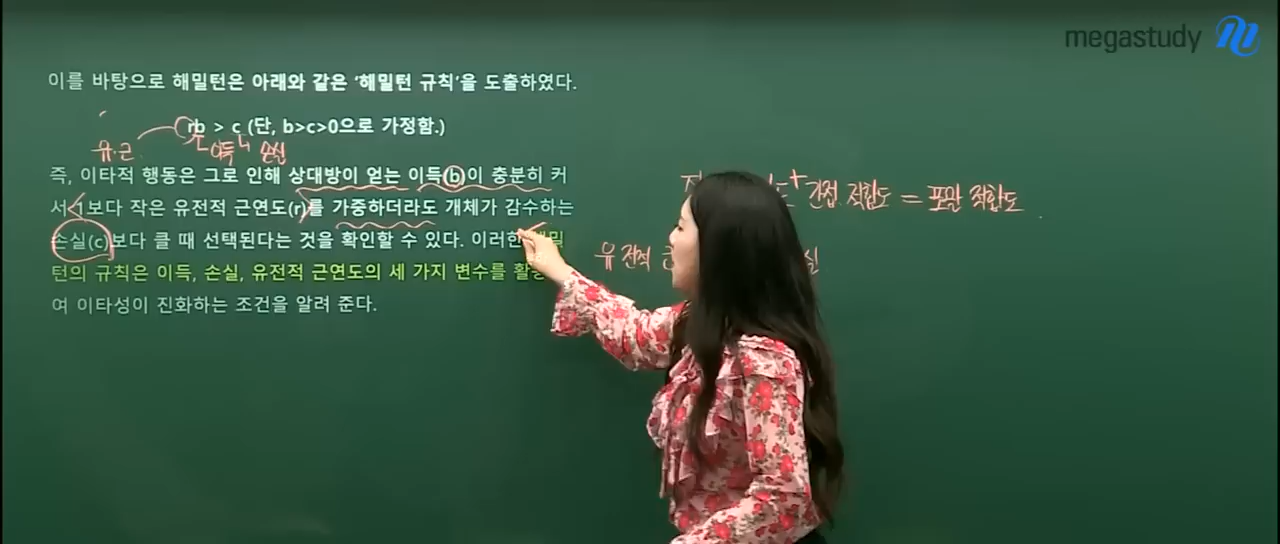 megastudy
이를 바탕으로 해밀턴은 아래와 같은 ‘해밀턴 규칙’을 도출하였다.
rb > c (단, b>c>0으로 가정함.)
유.근 이득 손실
즉, 이타적 행동은 그로 인해 상대방이 얻는 이득(b)이 충분히 커
서 1보다 작은 유전적 근연도(r)를 가중하더라도 개체가 감수하는
손실(c)보다 클 때 선택된다는 것을 확인할 수 있다. 이러한
턴의 규칙은 이득, 손실, 유전적 근연도의 세 가지 변수를
여 이타성이 진화하는 조건을 알려 준다.
+ 간접 적합도 = 포괄 적합도
유전적